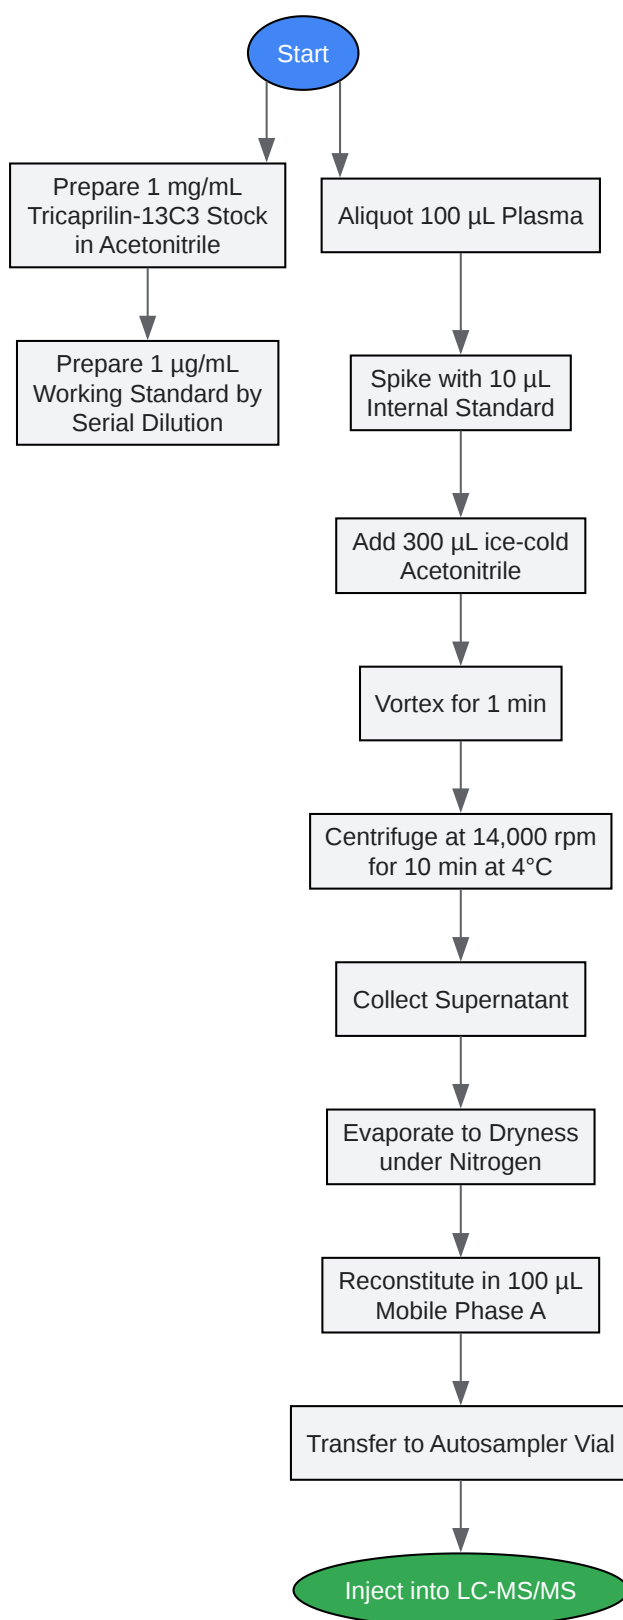 Start
Prepare 1 mg/mL
Tricaprilin-13C3 Stock
in Acetonitrile
Prepare 1 µg/mL
Working Standard by
Serial Dilution
Aliquot 100 µL Plasma
Spike with 10 µL
Internal Standard
Add 300 µL ice-cold
Acetonitrile
Vortex for 1 min
Centrifuge at 14,000 rpm
for 10 min at 4°C
Collect Supernatant
Evaporate to Dryness
under Nitrogen
Reconstitute in 100 µL
Mobile Phase A
Transfer to Autosampler Vial
Inject into LC-MS/MS